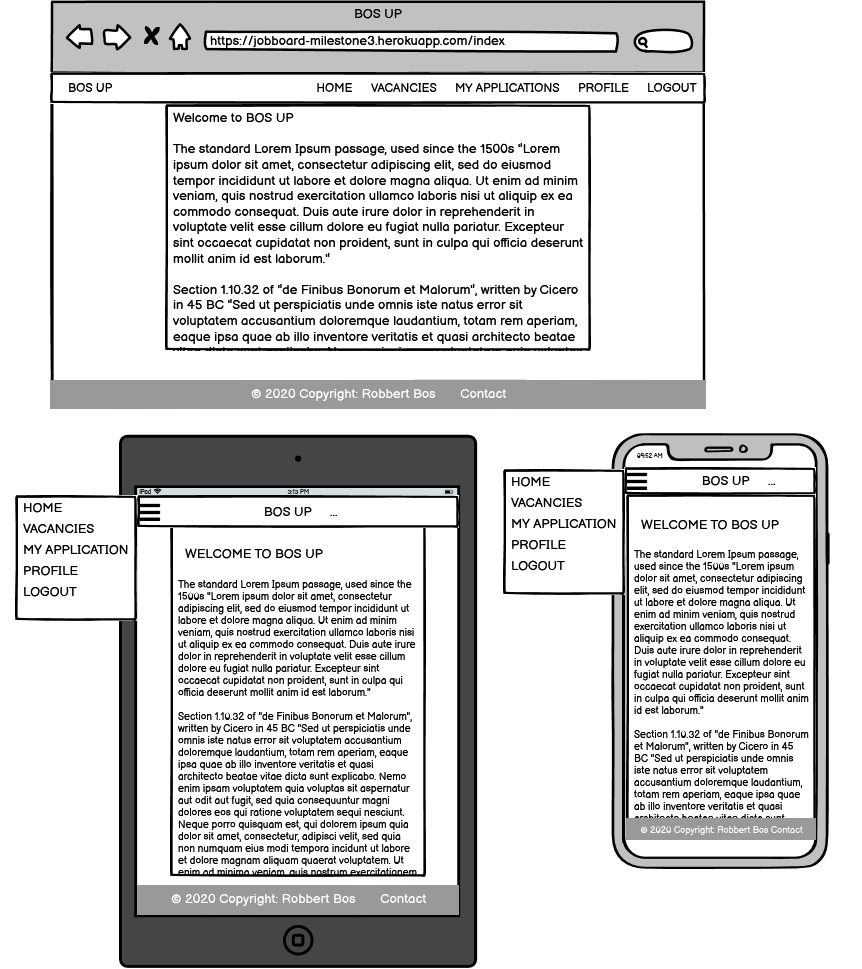 BOS UP
https://jobboard-milestone3.herokuapp.com/index
BOS UP HOME VACANCIES MY APPLICATIONS PROFILE LOGOUT
Welcome to BOS UP
The standard Lorem Ipsum passage, used since the 1500s "Lorem
ipsum dolor sit amet, consectetur adipiscing elit, sed do eiusmod
tempor incididunt ut labore et dolore magna aliqua. Ut enim ad minim
veniam, quis nostrud exercitation ullamco laboris nisi ut aliquip ex ea
commodo consequat. Duis aute irure dolor in reprehenderit in
voluptate velit esse cillum dolore eu fugiat nulla pariatur. Excepteur
sint occaecat cupidatat non proident, sunt in culpa qui officia deserunt
mollit anim id est laborum."
Section 1.10.32 of "de Finibus Bonorum et Malorum", written by Cicero
in 45 BC "Sed ut perspiciatis unde omnis iste natus error sit
voluptatem accusantium doloremque laudantium, totam rem aperiam,
eaque ipsa quae ab illo inventore veritatis et quasi architecto beatae
© 2020 Copyright: Robbert Bos Contact
HOME
VACANCIES
MY APPLICATION
PROFILE
LOGOUT
iPad 3:13 PM
BOS UP ...
WELCOME TO BOS UP
The standard Lorem Ipsum passage, used since the
1500s "Lorem ipsum dolor sit amet, consectetur
adipiscing elit, sed do eiusmod tempor incididunt ut
labore et dolore magna aliqua. Ut enim ad minim
veniam, quis nostrud exercitation ullamco laboris nisi
ut aliquip ex ea commodo consequat. Duis aute irure
dolor in reprehenderit in voluptate velit esse cillum
dolore eu fugiat nulla pariatur. Excepteur sint
occaecat cupidatat non proident, sunt in culpa qui
officia deserunt mollit anim id est laborum."
Section 1.10.32 of "de Finibus Bonorum et Malorum",
written by Cicero in 45 BC "Sed ut perspiciatis unde
omnis iste natus error sit voluptatem accusantium
doloremque laudantium, totam rem aperiam, eaque
ipsa quae ab illo inventore veritatis et quasi
architecto beatae vitae dicta sunt explicabo. Nemo
enim ipsam voluptatem quia voluptas sit aspernatur
aut odit aut fugit, sed quia consequuntur magni
dolores eos qui ratione voluptatem sequi nesciunt.
Neque porro quisquam est, qui dolorem ipsum quia
dolor sit amet, consectetur, adipisci velit, sed quia
non numquam eius modi tempora incidunt ut labore
et dolore magnam aliquam quaerat voluptatem. Ut
enim ad minima veniam, quis nostrum exercitationem
© 2020 Copyright: Robbert Bos Contact
HOME
VACANCIES
MY APPLICATION
PROFILE
LOGOUT
09:52 AM
BOS UP ...
WELCOME TO BOS UP
The standard Lorem Ipsum passage,
used since the 1500s "Lorem ipsum
dolor sit amet, consectetur adipiscing
elit, sed do eiusmod tempor incididunt
ut labore et dolore magna aliqua. Ut
enim ad minim veniam, quis nostrud
exercitation ullamco laboris nisi ut
aliquip ex ea commodo consequat.
Duis aute irure dolor in reprehenderit
in voluptate velit esse cillum dolore eu
fugiat nulla pariatur. Excepteur sint
occaecat cupidatat non proident, sunt
in culpa qui officia deserunt mollit anim
id est laborum."
Section 1.10.32 of "de Finibus Bonorum
et Malorum", written by Cicero in 45
BC "Sed ut perspiciatis unde omnis
iste natus error sit voluptatem
accusantium doloremque laudantium,
totam rem aperiam, eaque ipsa quae
ab illo inventore veritatis et quasi
© 2020 Copyright: Robbert Bos Contact